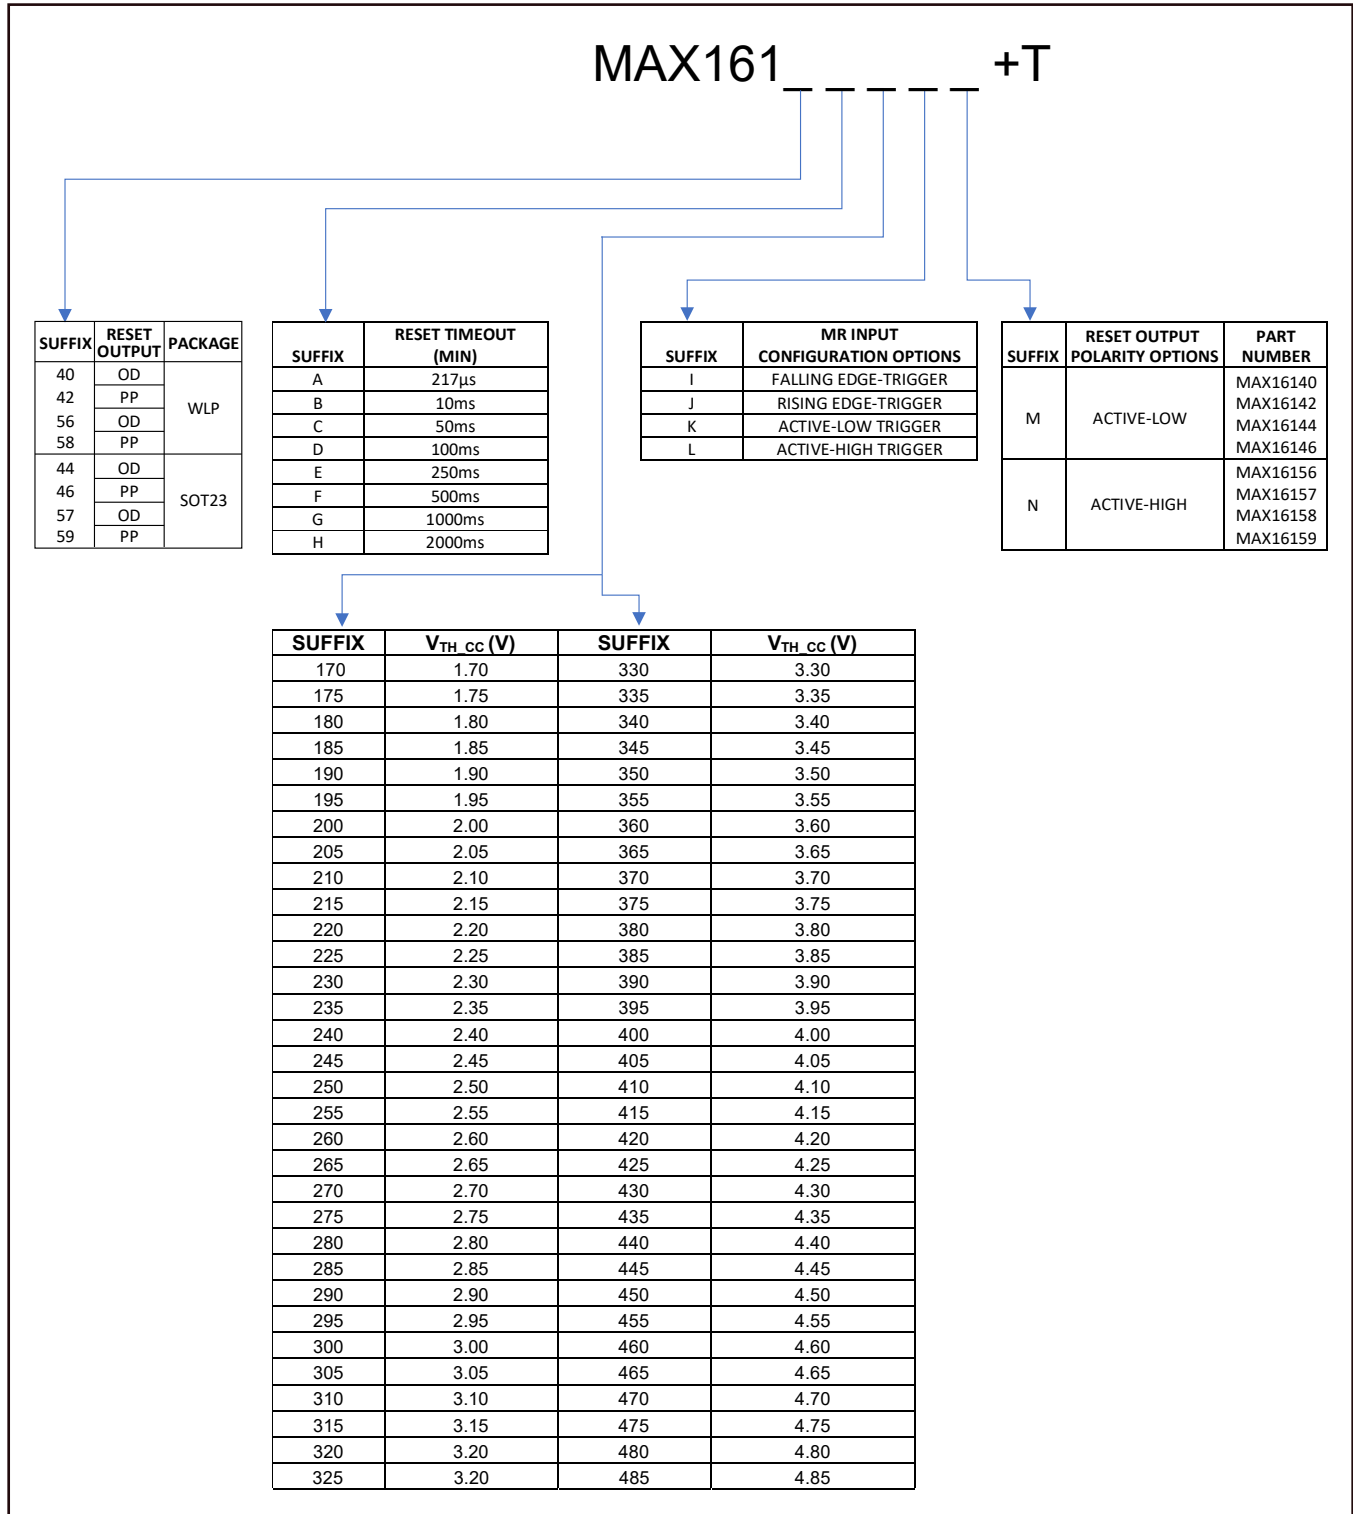 MAX161_ _ _ _ _ +T
SUFFIX RESET OUTPUT PACKAGE
40 OD WLP
42 PP
56 OD
58 PP
44 OD SOT23
46 PP
57 OD
59 PP
SUFFIX RESET TIMEOUT (MIN)
A 217µs
B 10ms
C 50ms
D 100ms
E 250ms
F 500ms
G 1000ms
H 2000ms
SUFFIX MR INPUT CONFIGURATION OPTIONS
I FALLING EDGE-TRIGGER
J RISING EDGE-TRIGGER
K ACTIVE-LOW TRIGGER
L ACTIVE-HIGH TRIGGER
SUFFIX RESET OUTPUT POLARITY OPTIONS PART NUMBER
M ACTIVE-LOW MAX16140
MAX16142
MAX16144
MAX16146
N ACTIVE-HIGH MAX16156
MAX16157
MAX16158
MAX16159
SUFFIX VTH_CC (V) SUFFIX VTH_CC (V)
170 1.70 330 3.30
175 1.75 335 3.35
180 1.80 340 3.40
185 1.85 345 3.45
190 1.90 350 3.50
195 1.95 355 3.55
200 2.00 360 3.60
205 2.05 365 3.65
210 2.10 370 3.70
215 2.15 375 3.75
220 2.20 380 3.80
225 2.25 385 3.85
230 2.30 390 3.90
235 2.35 395 3.95
240 2.40 400 4.00
245 2.45 405 4.05
250 2.50 410 4.10
255 2.55 415 4.15
260 2.60 420 4.20
265 2.65 425 4.25
270 2.70 430 4.30
275 2.75 435 4.35
280 2.80 440 4.40
285 2.85 445 4.45
290 2.90 450 4.50
295 2.95 455 4.55
300 3.00 460 4.60
305 3.05 465 4.65
310 3.10 470 4.70
315 3.15 475 4.75
320 3.20 480 4.80
325 3.20 485 4.85